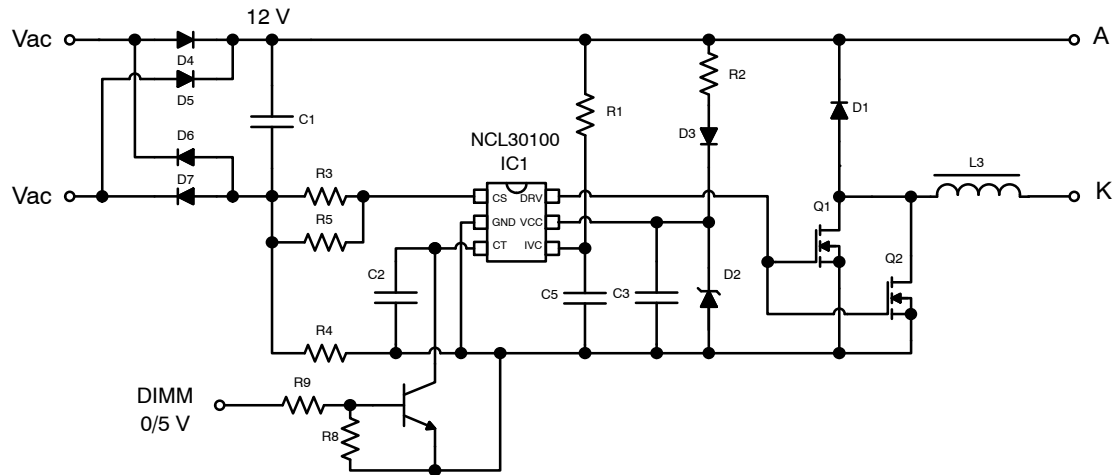 12 V
Vac
D4
D5
D6
D7
Vac
C1
R3
R5
R4
C2
NCL30100
IC1
CS
DRV
GND
VCC
CT
IVC
R1
R2
D3
C5
C3
D2
D1
Q1
Q2
L3
A
K
DIMM
0/5 V
R9
R8